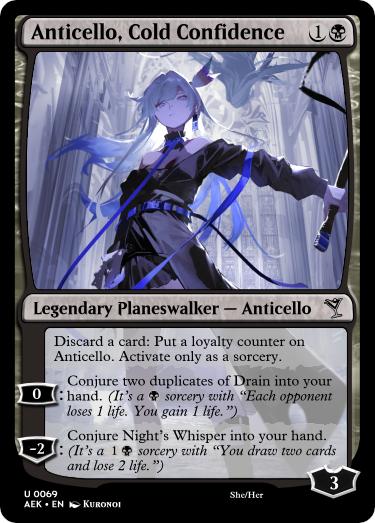 Anticello, Cold Confidence 1
Legendary Planeswalker — Anticello
Discard a card: Put a loyalty counter on
Anticello. Activate only as a sorcery.
0 : Conjure two duplicates of Drain into your
hand. (It's a sorcery with “Each opponent
loses 1 life. You gain 1 life.”)
-2 : Conjure Night's Whisper into your hand.
(It's a 1 sorcery with “You draw two cards
and lose 2 life.”)
3
U 0069
She/Her
AEK • EN Kuronoi